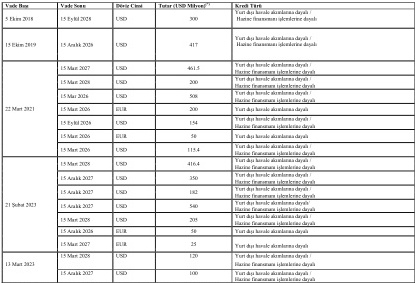 Vade Başı Vade Sonu Döviz Cinsi Tutar (USD Milyon)(*) Kredi Türü
5 Ekim 2018 15 Eylül 2028 USD 300 Yurt dışı havale akımlarına dayalı /
Hazine finansmanı işlemlerine dayalı
15 Ekim 2019 15 Aralık 2026 USD 417 Yurt dışı havale akımlarına dayalı /
Hazine finansmanı işlemlerine dayalı
22 Mart 2021 15 Mart 2027 USD 461.5 Yurt dışı havale akımlarına dayalı /
Hazine finansmanı işlemlerine dayalı
15 Mart 2028 USD 200 Yurt dışı havale akımlarına dayalı /
Hazine finansmanı işlemlerine dayalı
15 Mar 2026 USD 508 Yurt dışı havale akımlarına dayalı /
Hazine finansmanı işlemlerine dayalı
15 Mart 2026 EUR 200 Yurt dışı havale akımlarına dayalı
15 Eylül 2026 USD 154 Yurt dışı havale akımlarına dayalı /
Hazine finansmanı işlemlerine dayalı
15 Mart 2026 EUR 50 Yurt dışı havale akımlarına dayalı
15 Mart 2026 USD 115.4 Yurt dışı havale akımlarına dayalı /
Hazine finansmanı işlemlerine dayalı
21 Şubat 2023 15 Mart 2028 USD 416.4 Yurt dışı havale akımlarına dayalı /
Hazine finansmanı işlemlerine dayalı
15 Aralık 2027 USD 350 Yurt dışı havale akımlarına dayalı /
Hazine finansmanı işlemlerine dayalı
15 Aralık 2027 USD 182 Yurt dışı havale akımlarına dayalı /
Hazine finansmanı işlemlerine dayalı
15 Aralık 2027 USD 540 Yurt dışı havale akımlarına dayalı /
Hazine finansmanı işlemlerine dayalı
15 Mart 2028 USD 205 Yurt dışı havale akımlarına dayalı /
Hazine finansmanı işlemlerine dayalı
15 Aralık 2026 EUR 50 Yurt dışı havale akımlarına dayalı
15 Mart 2027 EUR 25 Yurt dışı havale akımlarına dayalı
13 Mart 2023 15 Mart 2028 USD 120 Yurt dışı havale akımlarına dayalı /
Hazine finansmanı işlemlerine dayalı
15 Aralık 2027 USD 100 Yurt dışı havale akımlarına dayalı /
Hazine finansmanı işlemlerine dayalı